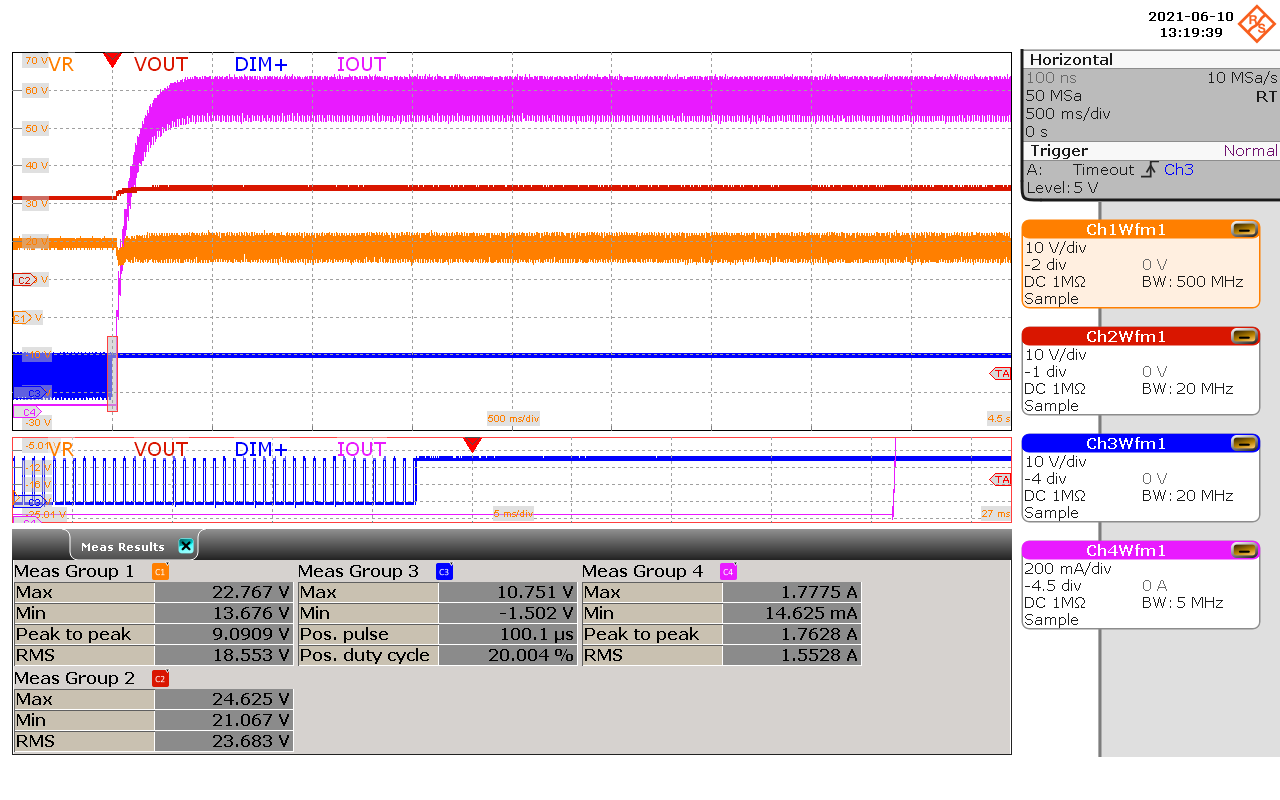 2021-06-10
13:19:39
R
S
70 V
VR
VOUT
DIM+
IOUT
60 V
50 V
40 V
30 V
20 V
C2
V
C1
V
C3
C4
-30 V
500 ms/div
4.5 s
TA
-5.01
VR
VOUT
DIM+
IOUT
-12 V
C3
5 ms/div
27 ms
TA
Horizontal
100 ns
10 MSa/s
50 MSa
RT
500 ms/div
0 s
Trigger
Normal
A:
Timeout
Ch3
Level: 5 V
Ch1Wfm1
10 V/div
-2 div
0 V
DC 1MΩ
BW: 500 MHz
Sample
Ch2Wfm1
10 V/div
-1 div
0 V
DC 1MΩ
BW: 20 MHz
Sample
Ch3Wfm1
10 V/div
-4 div
0 V
DC 1MΩ
BW: 20 MHz
Sample
Ch4Wfm1
200 mA/div
-4.5 div
0 A
DC 1MΩ
BW: 5 MHz
Sample
Meas Results
Meas Group 1
C1
Max 22.767 V
Min 13.676 V
Peak to peak 9.0909 V
RMS 18.553 V
Meas Group 3
C3
Max 10.751 V
Min -1.502 V
Pos. pulse 100.1 µs
Pos. duty cycle 20.004 %
Meas Group 4
C4
Max 1.7775 A
Min 14.625 mA
Peak to peak 1.7628 A
RMS 1.5528 A
Meas Group 2
C2
Max 24.625 V
Min 21.067 V
RMS 23.683 V